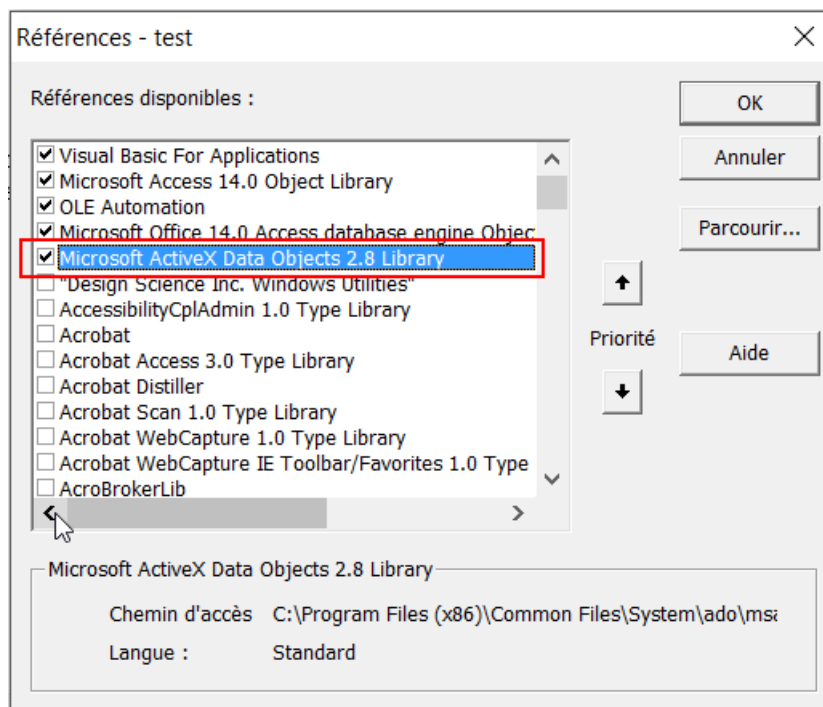 Références - test
Références disponibles :
OK
Annuler
Parcourir...
Priorité
Aide
Visual Basic For Applications
Microsoft Access 14.0 Object Library
OLE Automation
Microsoft Office 14.0 Access database engine Objec
Microsoft ActiveX Data Objects 2.8 Library
"Design Science Inc. Windows Utilities"
AccessibilityCplAdmin 1.0 Type Library
Acrobat
Acrobat Access 3.0 Type Library
Acrobat Distiller
Acrobat Scan 1.0 Type Library
Acrobat WebCapture 1.0 Type Library
Acrobat WebCapture IE Toolbar/Favorites 1.0 Type
AcroBrokerLib
Microsoft ActiveX Data Objects 2.8 Library
Chemin d'accès C:\Program Files (x86)\Common Files\System\ado\msa
Langue : Standard